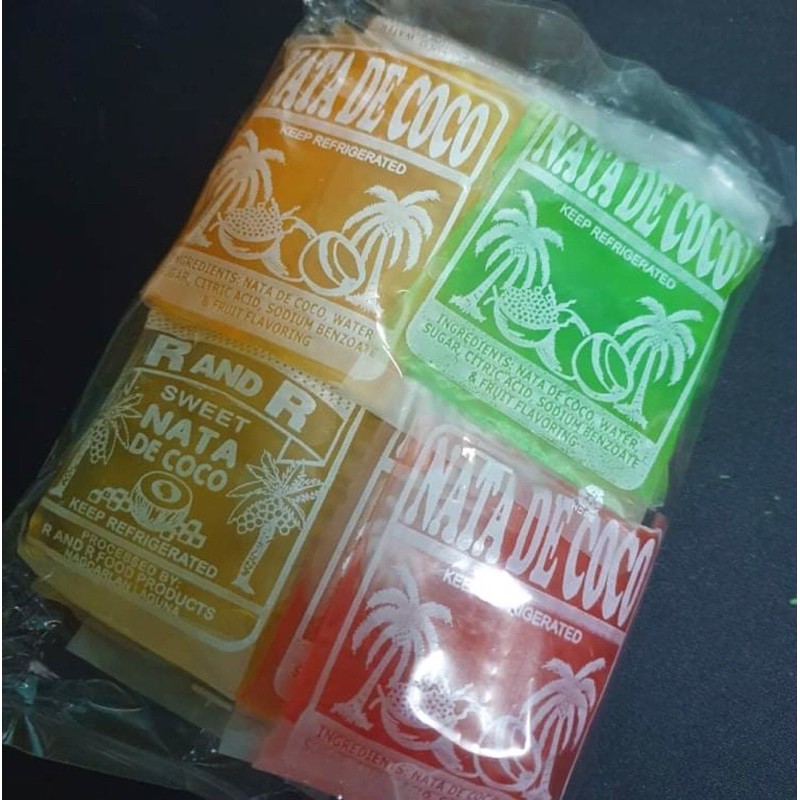 NATA DE COCO
KEEP REFRIGERATED
INGREDIENTS: NATA DE COCO, WATER
SUGAR, CITRIC ACID, SODIUM BENZOATE
& FRUIT FLAVORING
NATA DE COCO
KEEP REFRIGERATED
INGREDIENTS: NATA DE COCO, WATER,
SUGAR, CITRIC ACID, SODIUM BENZOATE
& FRUIT FLAVORING
R AND R
SWEET
NATA
DE COCO
KEEP REFRIGERATED
PROCESSED BY:
R AND R FOOD PRODUCTS
NAGCARLAN LAGUNA
NATA DE COCO
KEEP REFRIGERATED
INGREDIENTS: NATA DE COCO